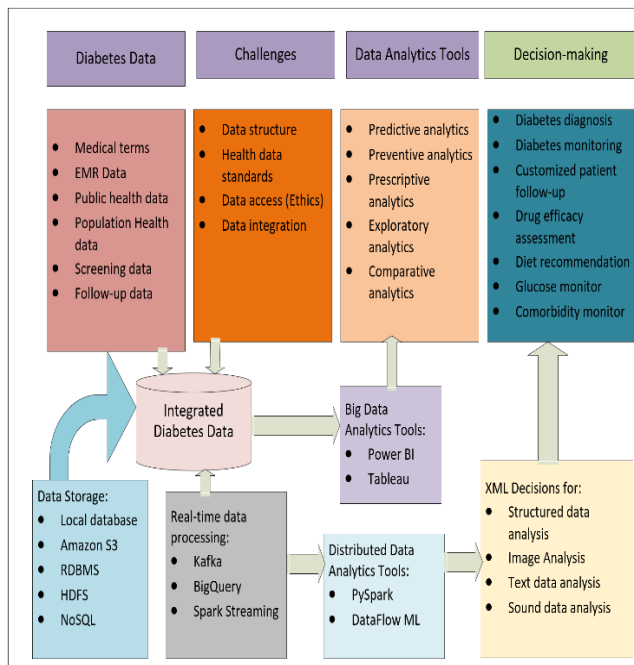 Diabetes Data
Challenges
Data Analytics Tools
Decision-making
● Medical terms
● EMR Data
● Public health data
● Population Health
data
● Screening data
● Follow-up data
● Data structure
● Health data
standards
● Data access (Ethics)
● Data integration
● Predictive analytics
● Preventive analytics
● Prescriptive
analytics
● Exploratory
analytics
● Comparative
analytics
● Diabetes diagnosis
● Diabetes monitoring
● Customized patient
follow-up
● Drug efficacy
assessment
● Diet recommendation
● Glucose monitor
● Comorbidity monitor
Integrated
Diabetes Data
Big Data
Analytics Tools:
● Power BI
● Tableau
Data Storage:
● Local database
● Amazon S3
● RDBMS
● HDFS
● NoSQL
Real-time data
processing:
● Kafka
● BigQuery
● Spark Streaming
Distributed Data
Analytics Tools:
● PySpark
● DataFlow ML
XML Decisions for:
● Structured data
analysis
● Image Analysis
● Text data analysis
● Sound data analysis